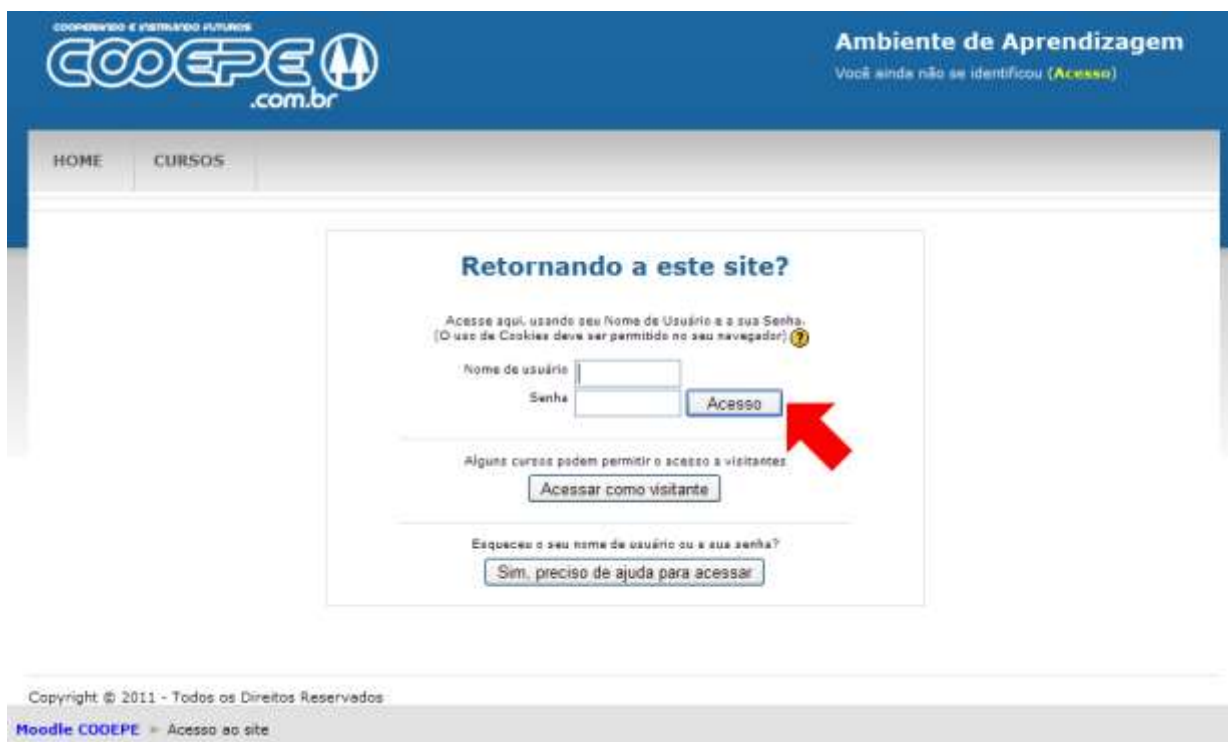 COOPERANDO E INSTRUINDO FUTUROS
COOEPE
.com.br
Ambiente de Aprendizagem
Você ainda não se identificou (Acesso)
HOME CURSOS
Retornando a este site?
Acesse aqui, usando seu Nome de Usuário e a sua Senha.
(O uso de Cookies deve ser permitido no seu navegador) ?
Nome de usuário
Senha Acesso
Alguns cursos podem permitir o acesso a visitantes
Acessar como visitante
Esqueceu o seu nome de usuário ou a sua senha?
Sim, preciso de ajuda para acessar
Copyright © 2011 - Todos os Direitos Reservados
Moodle COOEPE » Acesso ao site